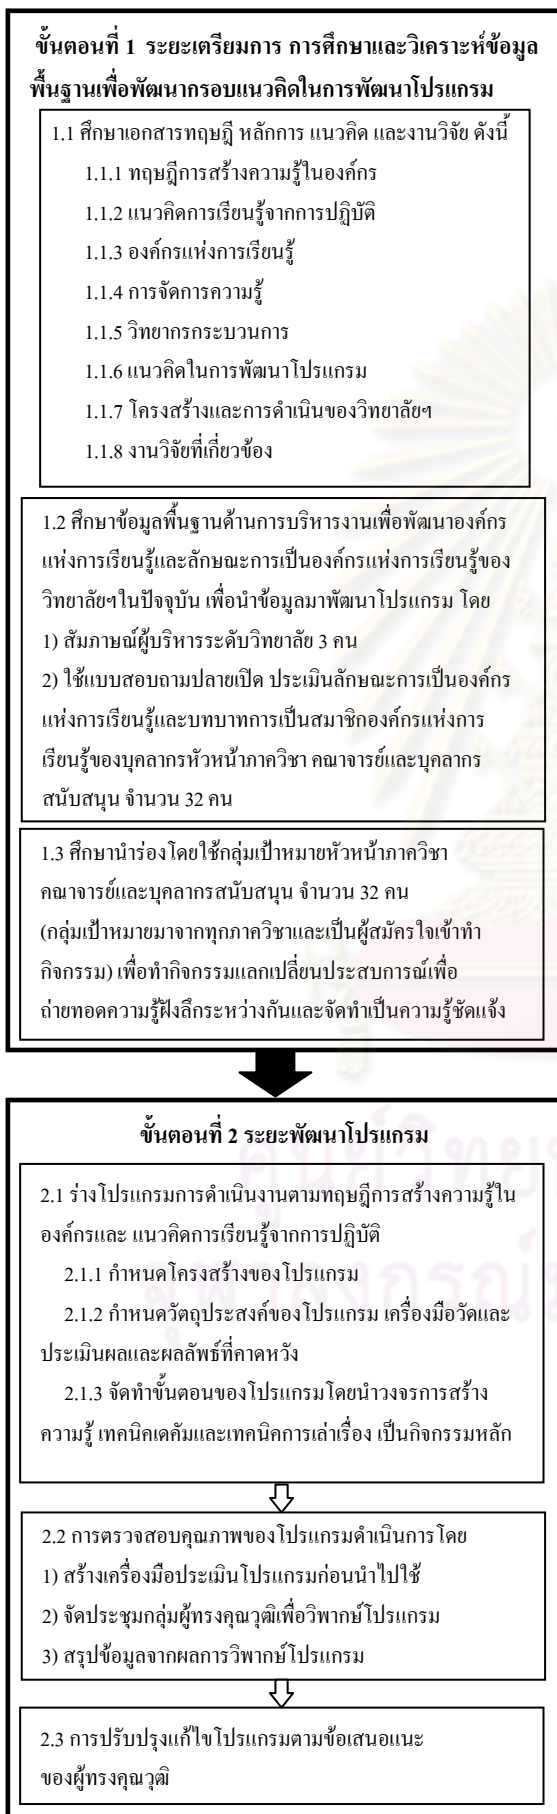 ขั้นตอนที่ 1 ระยะเตรียมการ การศึกษาและวิเคราะห์ข้อมูล
พื้นฐานเพื่อพัฒนากรอบแนวคิดในการพัฒนาโปรแกรม
1.1 ศึกษาเอกสารทฤษฎี หลักการ แนวคิด และงานวิจัย ดังนี้
1.1.1 ทฤษฎีการสร้างความรู้ในองค์กร
1.1.2 แนวคิดการเรียนรู้จากการปฏิบัติ
1.1.3 องค์กรแห่งการเรียนรู้
1.1.4 การจัดการความรู้
1.1.5 วิทยากรกระบวนการ
1.1.6 แนวคิดในการพัฒนาโปรแกรม
1.1.7 โครงสร้างและการดำเนินของวิทยาลัยฯ
1.1.8 งานวิจัยที่เกี่ยวข้อง
1.2 ศึกษาข้อมูลพื้นฐานด้านการบริหารงานเพื่อพัฒนาองค์กร
แห่งการเรียนรู้และลักษณะการเป็นองค์กรแห่งการเรียนรู้ของ
วิทยาลัยฯในปัจจุบัน เพื่อนำข้อมูลมาพัฒนาโปรแกรม โดย
1) สัมภาษณ์ผู้บริหารระดับวิทยาลัย 3 คน
2) ใช้แบบสอบถามปลายเปิด ประเมินลักษณะการเป็นองค์กร
แห่งการเรียนรู้และบทบาทการเป็นสมาชิกองค์กรแห่งการ
เรียนรู้ของบุคลากรหัวหน้าภาควิชา คณาจารย์และบุคลากร
สนับสนุน จำนวน 32 คน
1.3 ศึกษานำร่องโดยใช้กลุ่มเป้าหมายหัวหน้าภาควิชา
คณาจารย์และบุคลากรสนับสนุน จำนวน 32 คน
(กลุ่มเป้าหมายมาจากทุกภาควิชาและเป็นผู้สมัครใจเข้าทำ
กิจกรรม) เพื่อทำกิจกรรมแลกเปลี่ยนประสบการณ์เพื่อ
ถ่ายทอดความรู้ฝังลึกระหว่างกันและจัดทำเป็นความรู้ชัดแจ้ง
ขั้นตอนที่ 2 ระยะพัฒนาโปรแกรม
2.1 ร่างโปรแกรมการดำเนินงานตามทฤษฎีการสร้างความรู้ใน
องค์กรและ แนวคิดการเรียนรู้จากการปฏิบัติ
2.1.1 กำหนดโครงสร้างของโปรแกรม
2.1.2 กำหนดวัตถุประสงค์ของโปรแกรม เครื่องมือวัดและ
ประเมินผลและผลลัพธ์ที่คาดหวัง
2.1.3 จัดทำขั้นตอนของโปรแกรมโดยนำวงจรการสร้าง
ความรู้ เทคนิคเดคัมและเทคนิคการเล่าเรื่อง เป็นกิจกรรมหลัก
2.2 การตรวจสอบคุณภาพของโปรแกรมดำเนินการโดย
1) สร้างเครื่องมือประเมินโปรแกรมก่อนนำไปใช้
2) จัดประชุมกลุ่มผู้ทรงคุณวุฒิเพื่อวิพากษ์โปรแกรม
3) สรุปข้อมูลจากผลการวิพากษ์โปรแกรม
2.3 การปรับปรุงแก้ไขโปรแกรมตามข้อเสนอแนะ
ของผู้ทรงคุณวุฒิ